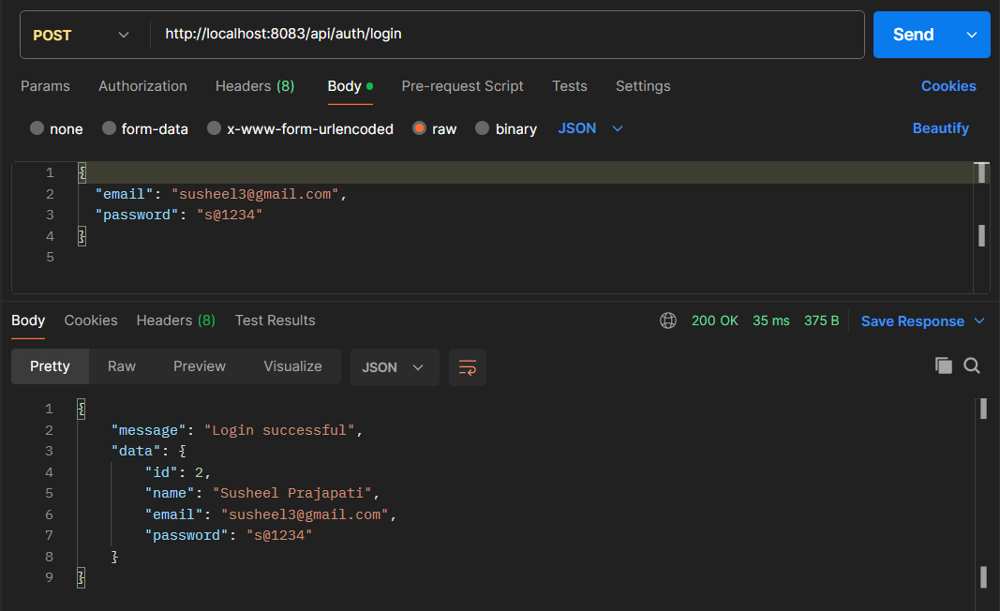 POST http://localhost:8083/api/auth/login Send
Params Authorization Headers (8) Body Pre-request Script Tests Settings Cookies
none form-data x-www-form-urlencoded raw binary JSON Beautify
1 {
2 "email": "susheel3@gmail.com",
3 "password": "s@1234"
4 }
5
Body Cookies Headers (8) Test Results 200 OK 35 ms 375 B Save Response
Pretty Raw Preview Visualize JSON
1 {
2 "message": "Login successful",
3 "data": {
4 "id": 2,
5 "name": "Susheel Prajapati",
6 "email": "susheel3@gmail.com",
7 "password": "s@1234"
8 }
9 }